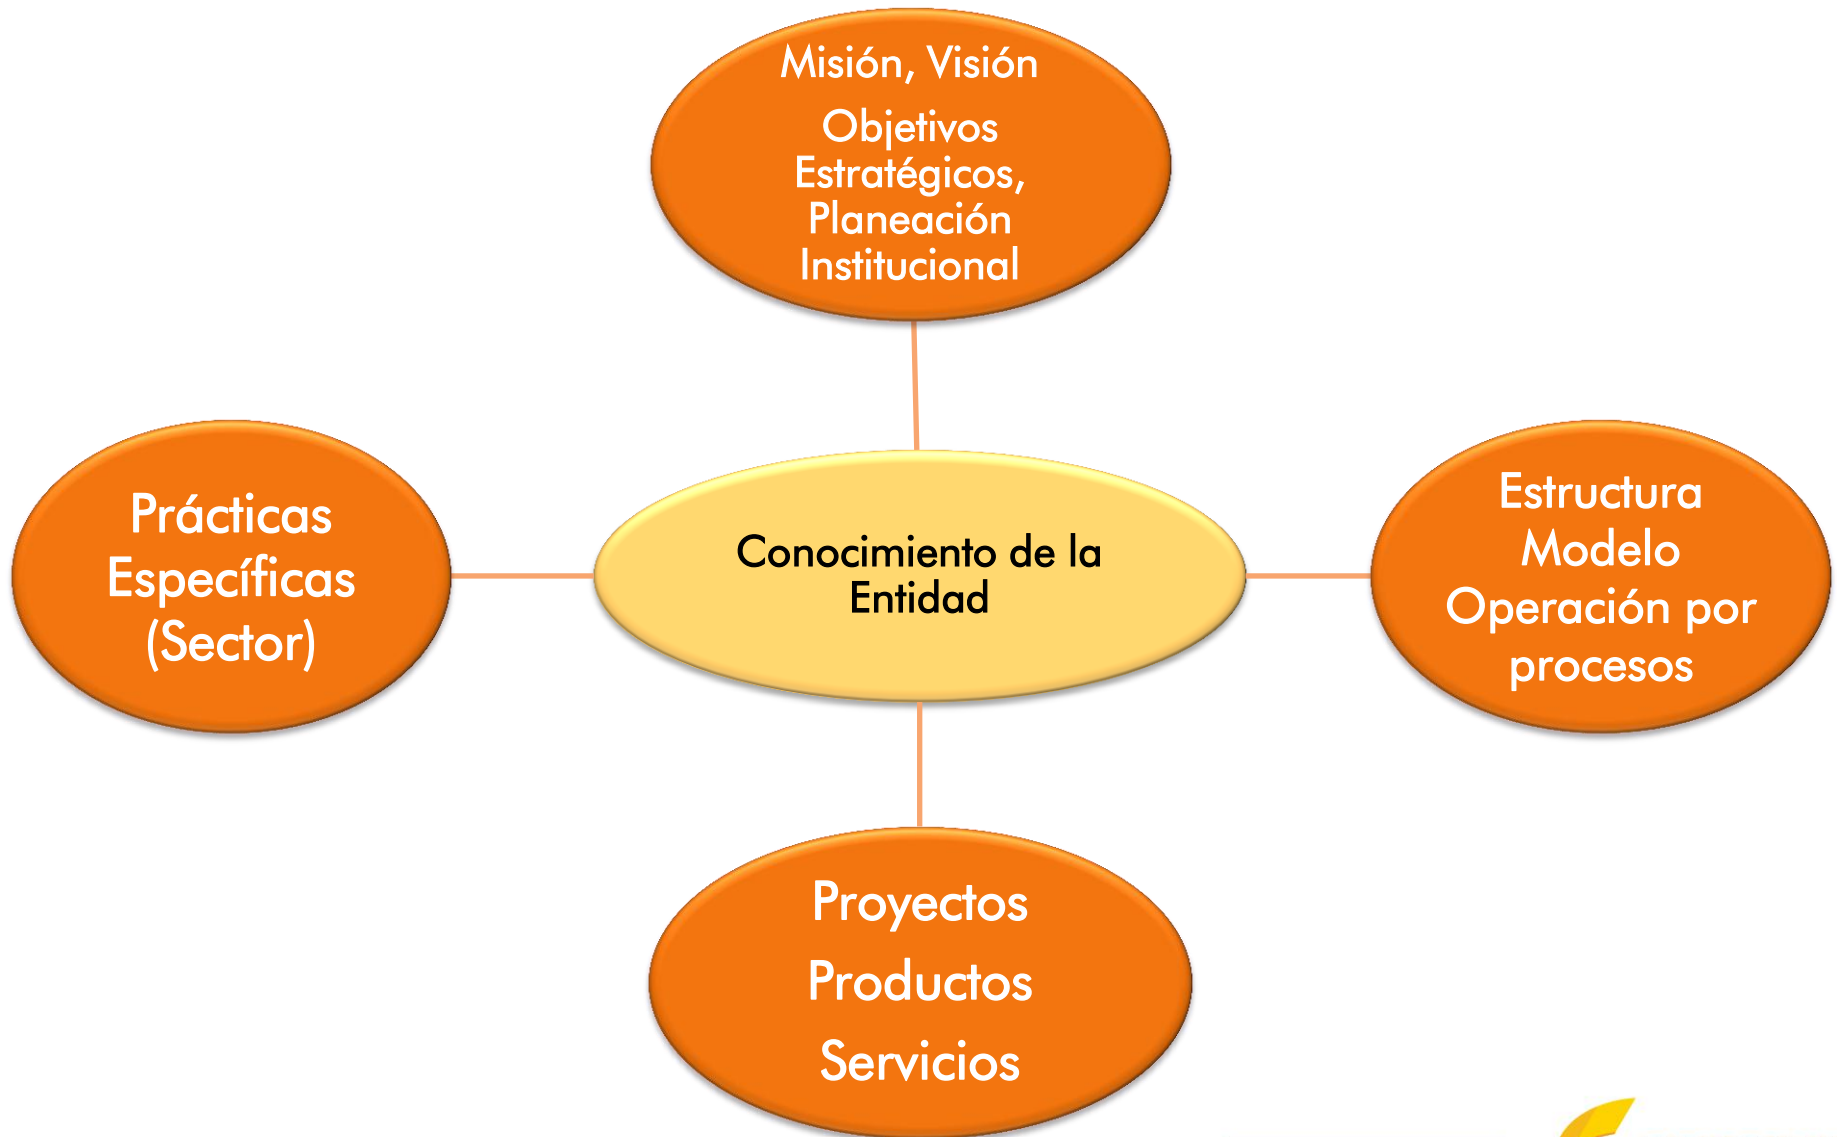 Misión, Visión
Objetivos
Estratégicos,
Planeación
Institucional
Prácticas
Específicas
(Sector)
Conocimiento de la
Entidad
Estructura
Modelo
Operación por
procesos
Proyectos
Productos
Servicios